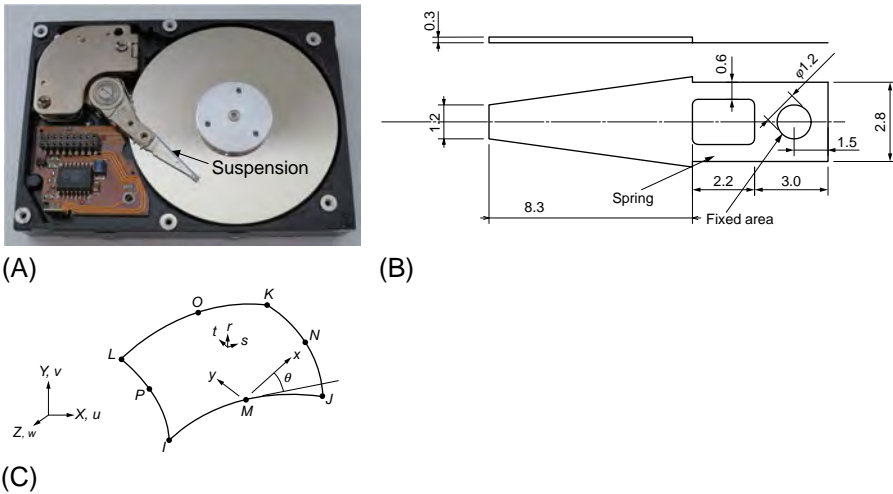 Suspension
(A)
0.3
0.6
φ1.2
1.2
2.8
1.5
2.2
3.0
Spring
Fixed area
8.3
(B)
O
K
t
r
s
N
L
x
y
θ
P
J
M
I
Y, v
X, u
Z, w
(C)